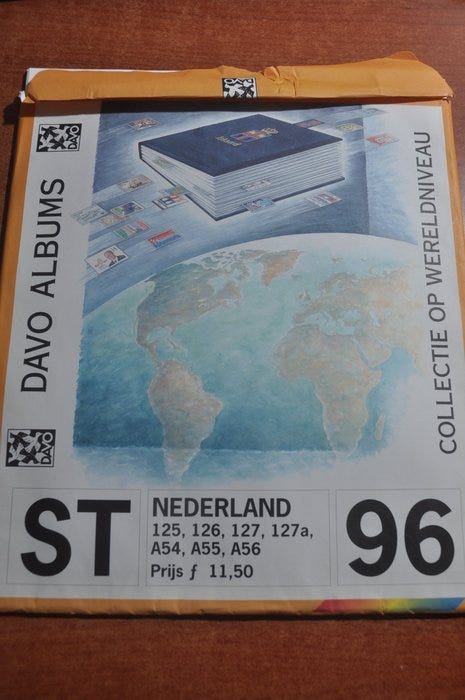 DAVO
DAVO ALBUMS
DAVO
COLLECTIE OP WERELDNIVEAU
ST
NEDERLAND
125, 126, 127, 127a,
A54, A55, A56
Prijs ƒ 11,50
96